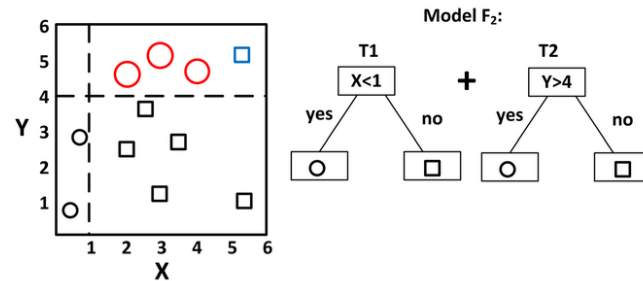 6
5
4
Y
3
2
1
1 2 3 4 5 6
X
Model F₂:
T1 T2
X<1 + Y>4
yes no yes no